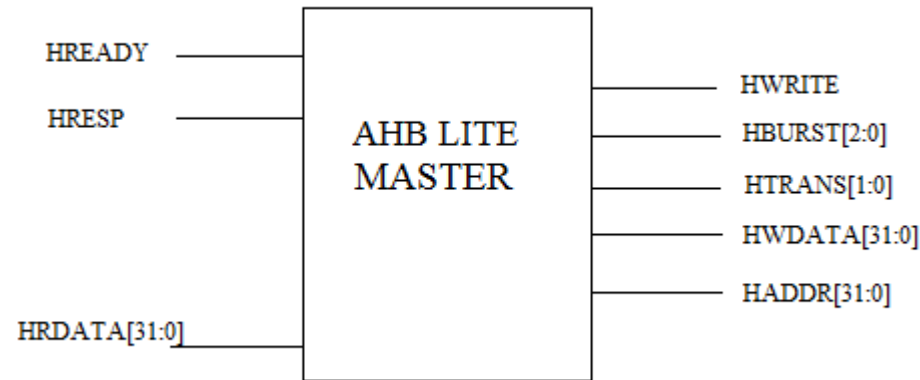 HREADY
HRESP
HRDATA[31:0]
AHB LITE
MASTER
HWRITE
HBURST[2:0]
HTRANS[1:0]
HWDATA[31:0]
HADDR[31:0]